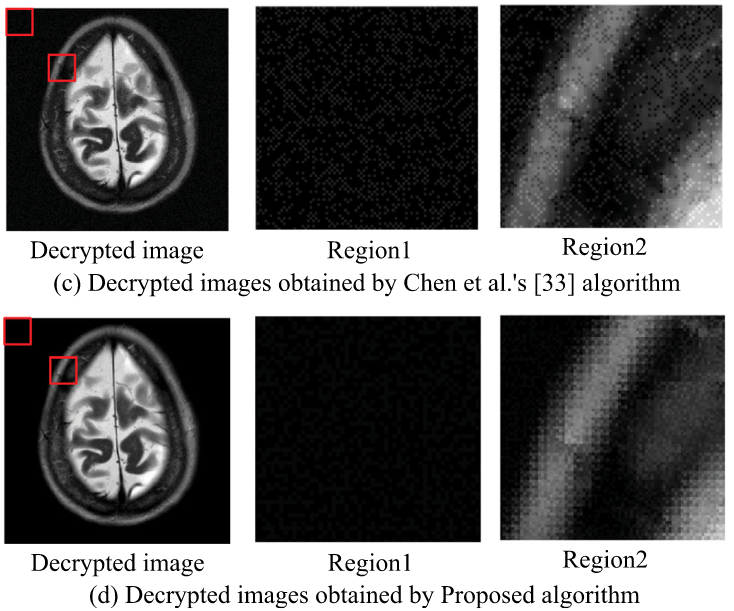 Decrypted image
Region1
Region2
(c) Decrypted images obtained by Chen et al.'s [33] algorithm
Decrypted image
Region1
Region2
(d) Decrypted images obtained by Proposed algorithm